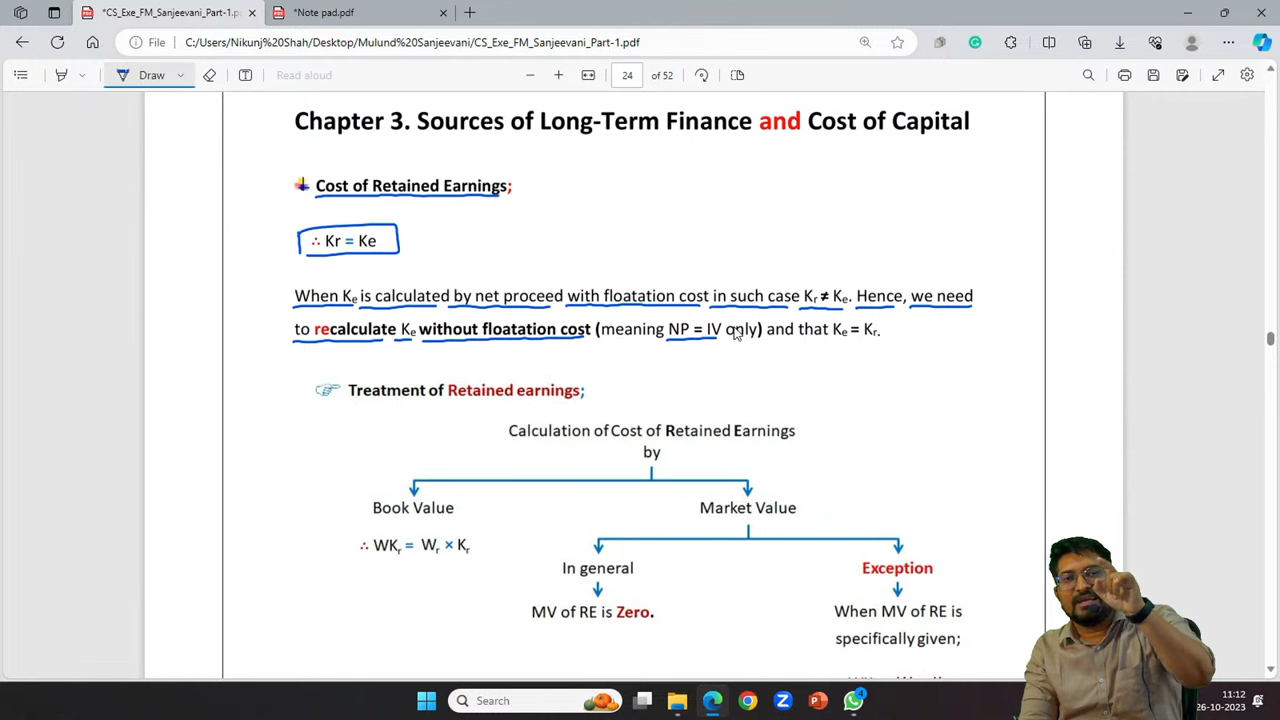 *CS_Exe_FM_Sanjeevani_Part-1.p
*Note pad.pdf
File
C:/Users/Nikunj%20Shah/Desktop/Mulund%20Sanjeevani/CS_Exe_FM_Sanjeevani_Part-1.pdf
Draw
Read aloud
24 of 52
Chapter 3. Sources of Long-Term Finance and Cost of Capital
Cost of Retained Earnings;
∴ Kr = Ke
When Ke is calculated by net proceed with floatation cost in such case Kr ≠ Ke. Hence, we need
to recalculate Ke without floatation cost (meaning NP = IV only) and that Ke = Kr.
Treatment of Retained earnings;
Calculation of Cost of Retained Earnings
by
Book Value
Market Value
∴ WKr = Wr × Kr
In general
Exception
MV of RE is Zero.
When MV of RE is
specifically given;
Search
4
11:12
26-10-2023